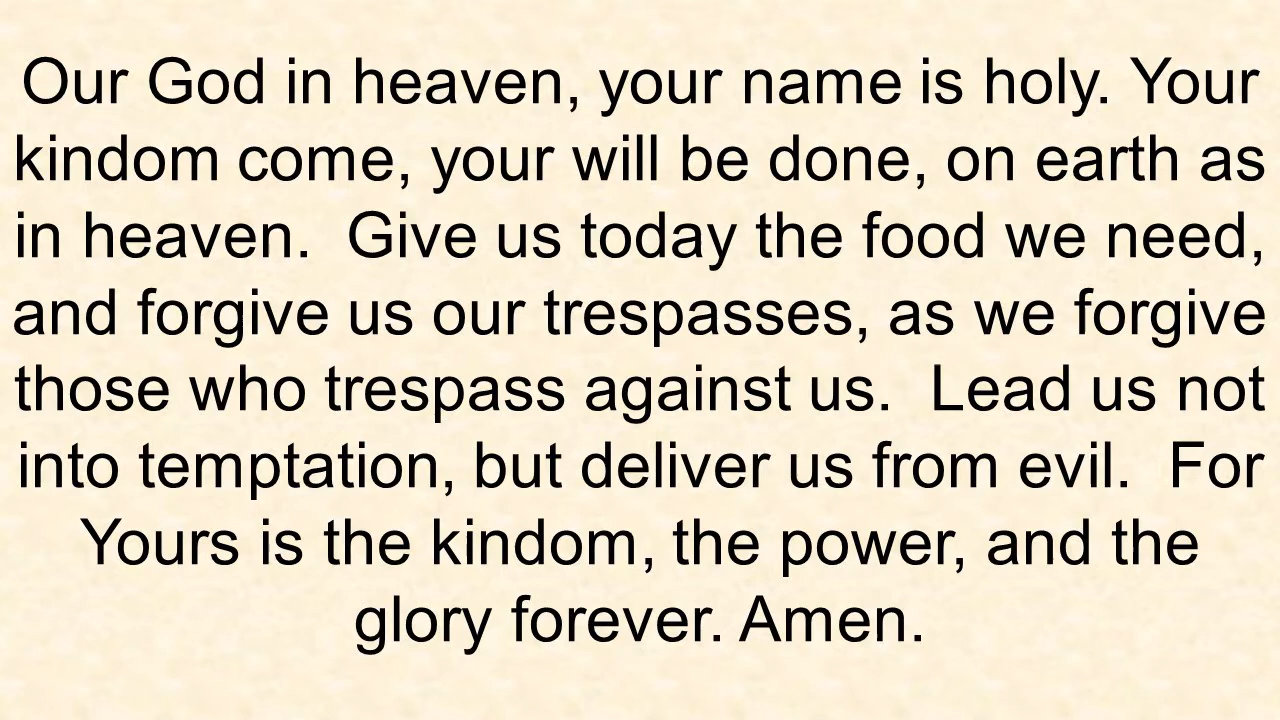 Our God in heaven, your name is holy. Your
kindom come, your will be done, on earth as
in heaven.  Give us today the food we need,
and forgive us our trespasses, as we forgive
those who trespass against us.  Lead us not
into temptation, but deliver us from evil.  For
Yours is the kindom, the power, and the
glory forever. Amen.